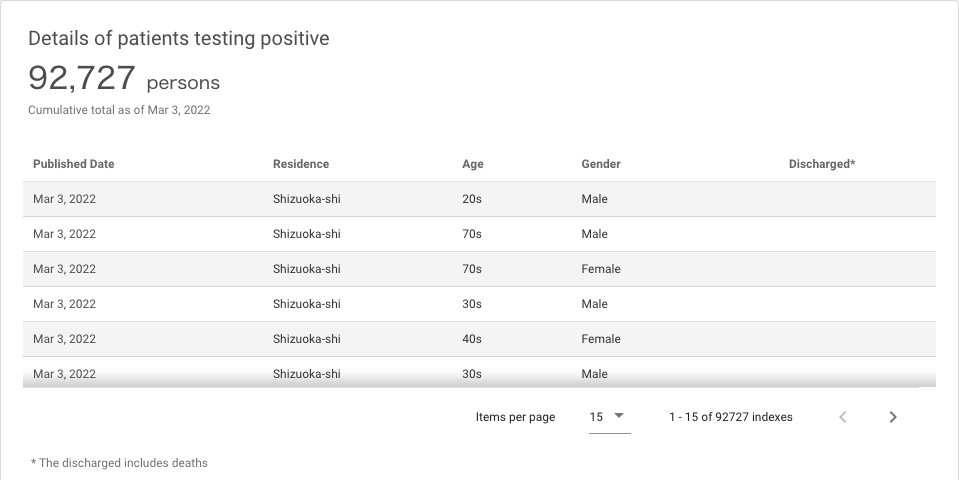 Details of patients testing positive
92,727 persons
Cumulative total as of Mar 3, 2022
Published Date Residence Age Gender Discharged*
Mar 3, 2022 Shizuoka-shi 20s Male
Mar 3, 2022 Shizuoka-shi 70s Male
Mar 3, 2022 Shizuoka-shi 70s Female
Mar 3, 2022 Shizuoka-shi 30s Male
Mar 3, 2022 Shizuoka-shi 40s Female
Mar 3, 2022 Shizuoka-shi 30s Male
Items per page 15 1 - 15 of 92727 indexes
* The discharged includes deaths